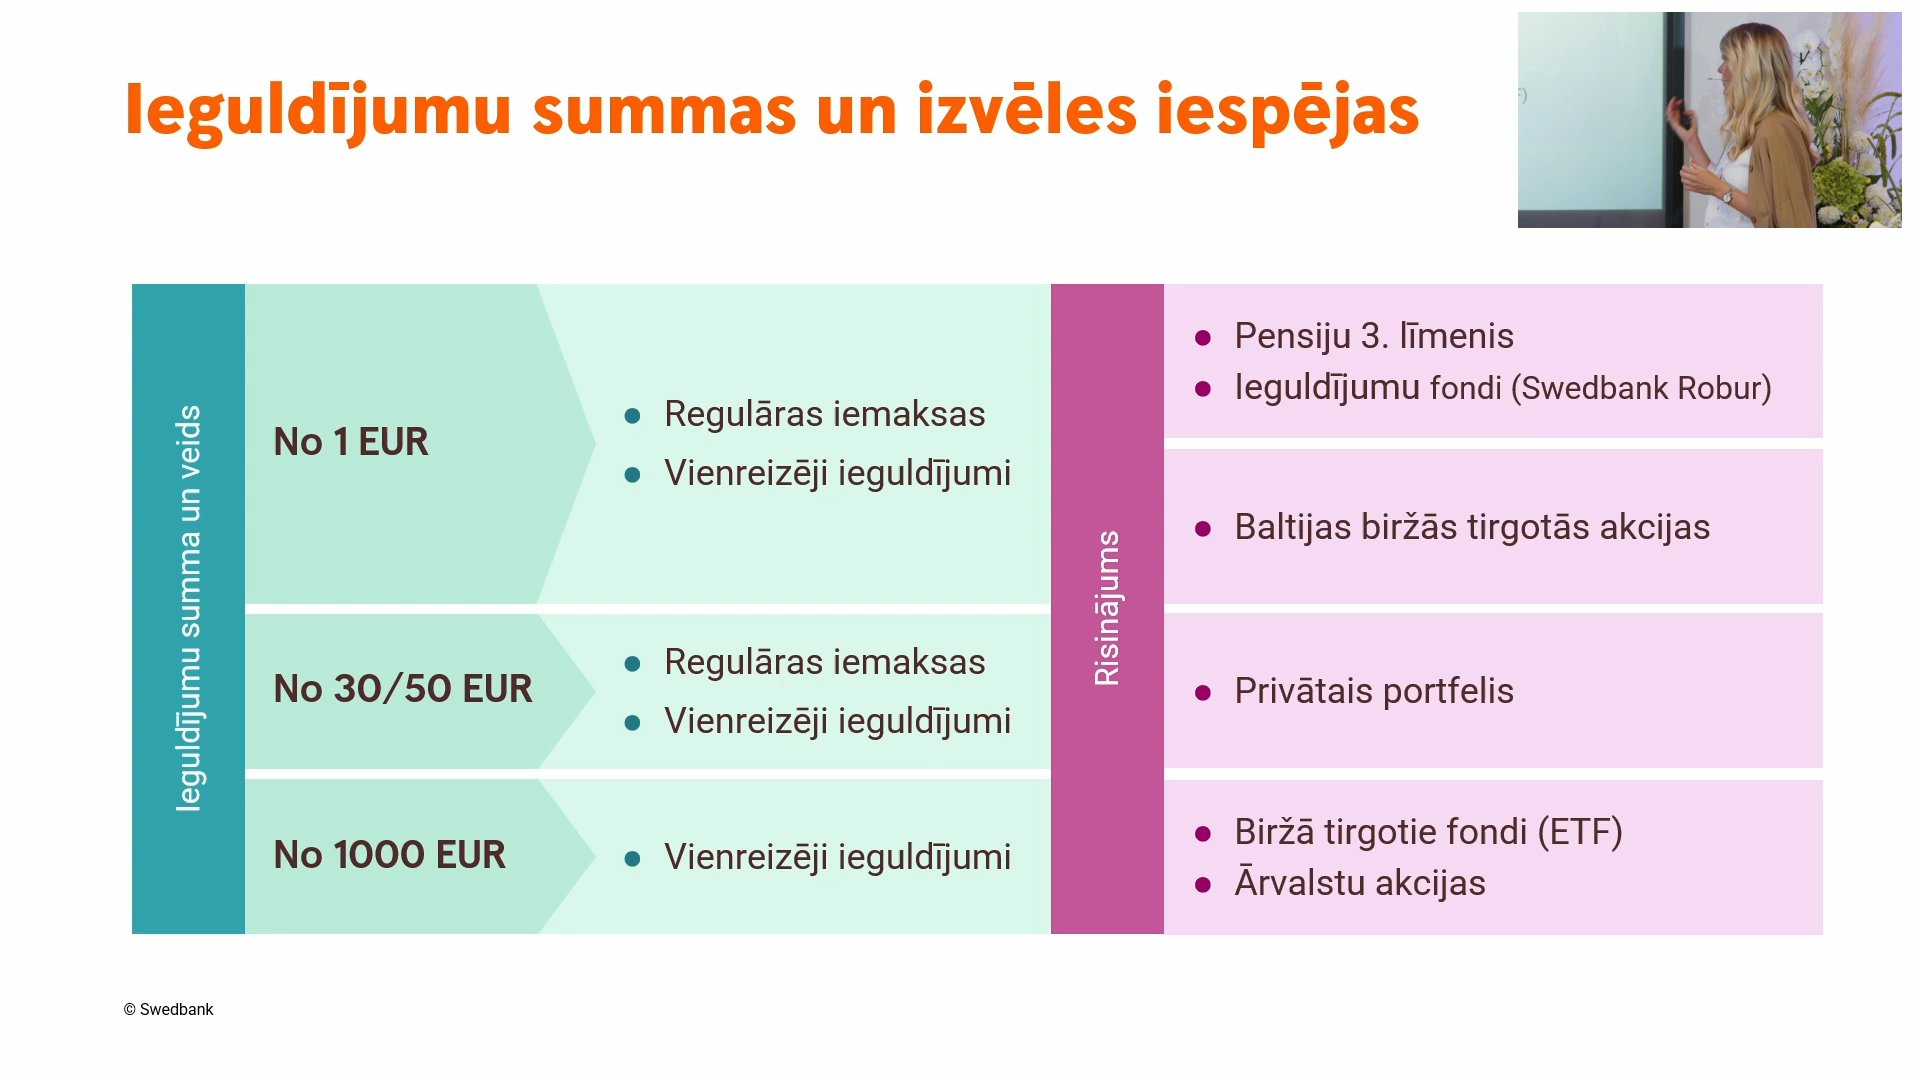 Ieguldījumu summas un izvēles iespējas
F)
Ieguldījumu summa un veids
No 1 EUR
Regulāras iemaksas
Vienreizēji ieguldījumi
No 30/50 EUR
Regulāras iemaksas
Vienreizēji ieguldījumi
No 1000 EUR
Vienreizēji ieguldījumi
Risinājums
Pensiju 3. līmenis
Ieguldījumu fondi (Swedbank Robur)
Baltijas biržās tirgotās akcijas
Privātais portfelis
Biržā tirgotie fondi (ETF)
Ārvalstu akcijas
© Swedbank